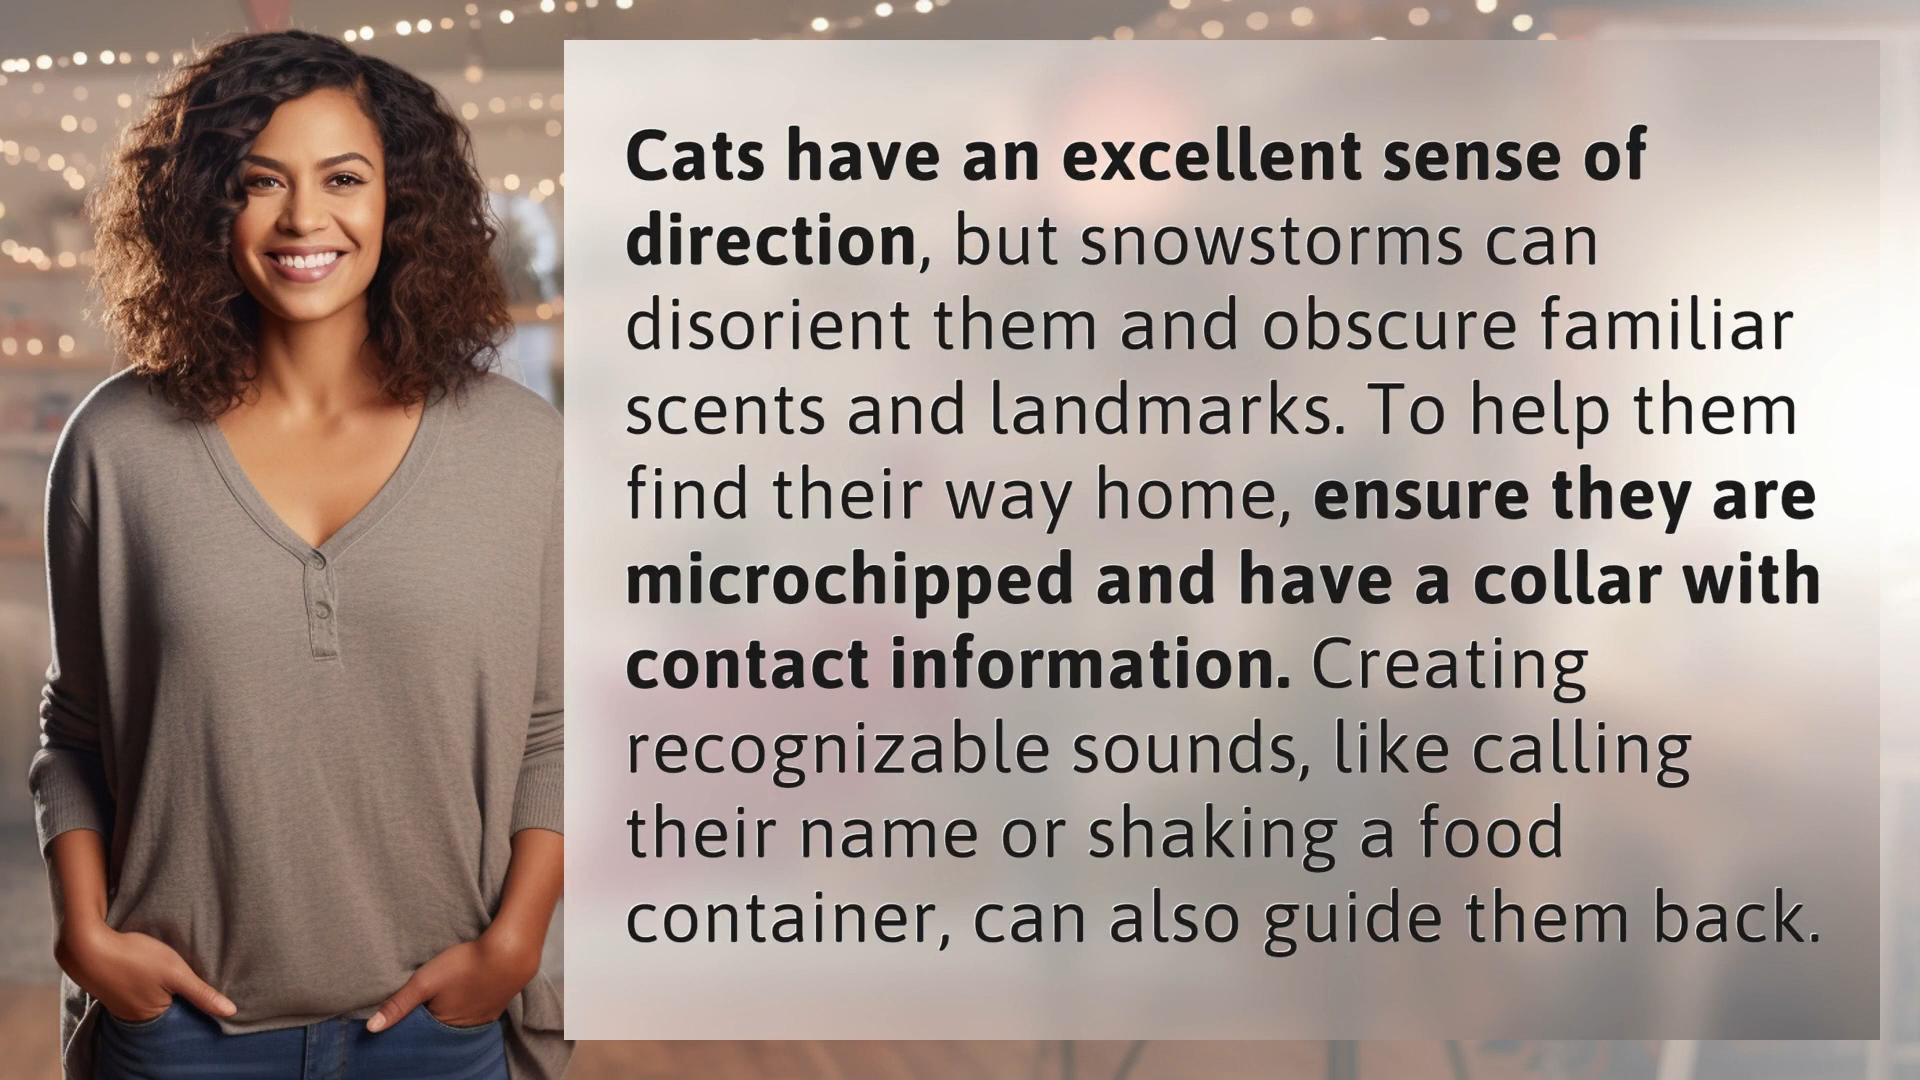 Cats have an excellent sense of
direction, but snowstorms can
disorient them and obscure familiar
scents and landmarks. To help them
find their way home, ensure they are
microchipped and have a collar with
contact information. Creating
recognizable sounds, like calling
their name or shaking a food
container, can also guide them back.